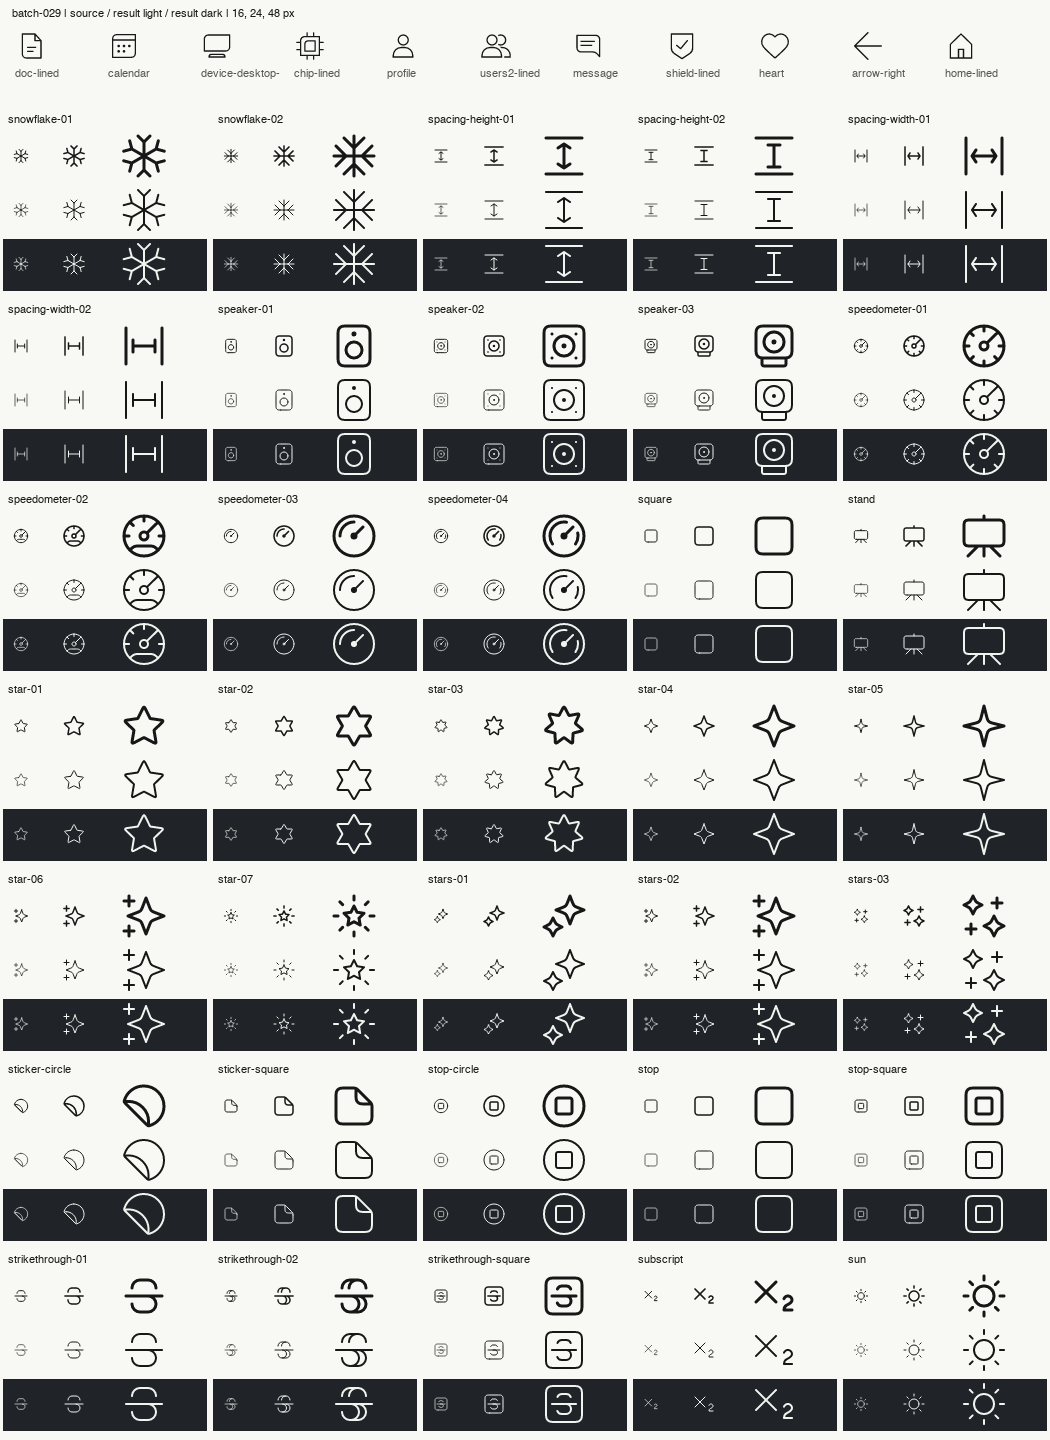 batch-029 | source / result light / result dark | 16, 24, 48 px
doc-lined calendar device-desktop- chip-lined profile users2-lined message shield-lined heart arrow-right home-lined
snowflake-01 snowflake-02 spacing-height-01 spacing-height-02 spacing-width-01
spacing-width-02 speaker-01 speaker-02 speaker-03 speedometer-01
speedometer-02 speedometer-03 speedometer-04 square stand
star-01 star-02 star-03 star-04 star-05
star-06 star-07 stars-01 stars-02 stars-03
sticker-circle sticker-square stop-circle stop stop-square
strikethrough-01 strikethrough-02 strikethrough-square subscript sun